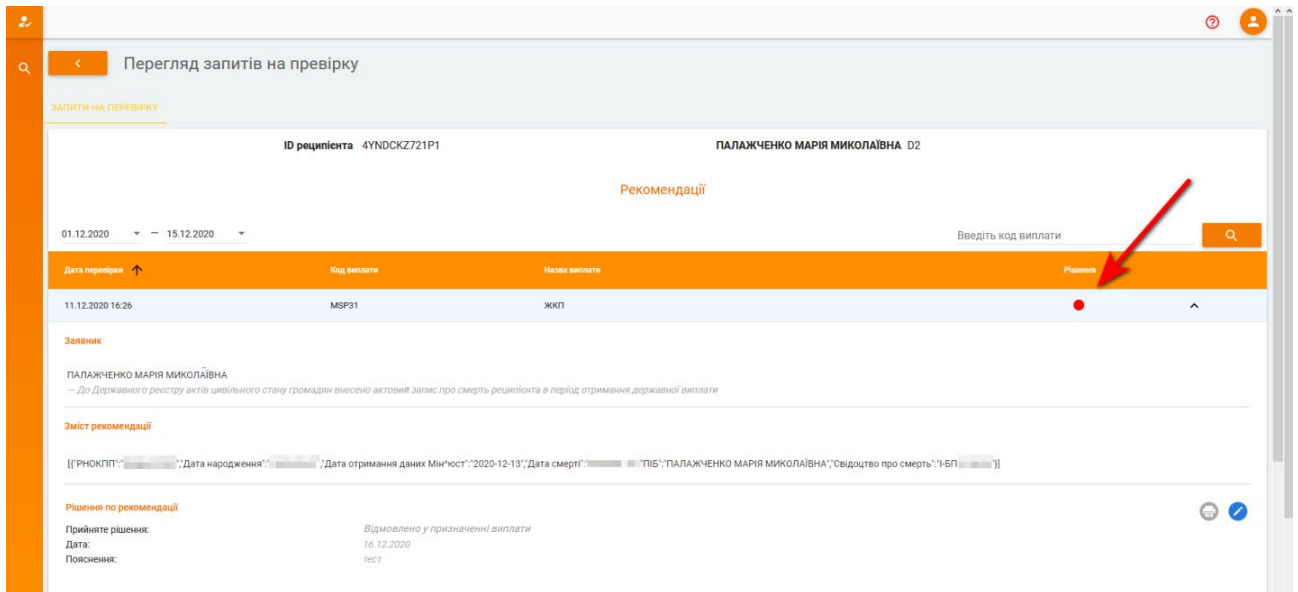 Перегляд запитів на превірку
ЗАПИТИ НА ПЕРЕВІРКУ
ID реципієнта 4YNDCKZ721P1 ПАЛАЖЧЕНКО МАРІЯ МИКОЛАЇВНА D2
Рекомендації
01.12.2020 — 15.12.2020 Введіть код виплати
Дата перевірки Код виплати Назва виплати Рішення
11.12.2020 16:26 MSP31 ЖКП
Заявник
ПАЛАЖЧЕНКО МАРІЯ МИКОЛАЇВНА
— До Державного реєстру актів цивільного стану громадян внесено актовий запис про смерть реципієнта в період отримання державної виплати
Зміст рекомендації
[{"РНОКПП":" ","Дата народження":" ,"Дата отримання даних Мін*юст":"2020-12-13","Дата смерті": "ПІБ":"ПАЛАЖЧЕНКО МАРІЯ МИКОЛАЇВНА","Свідоцтво про смерть":"І-БП "}]
Рішення по рекомендації
Прийняте рішення: Відмовлено у призначенні виплати
Дата: 16.12.2020
Пояснення: тест